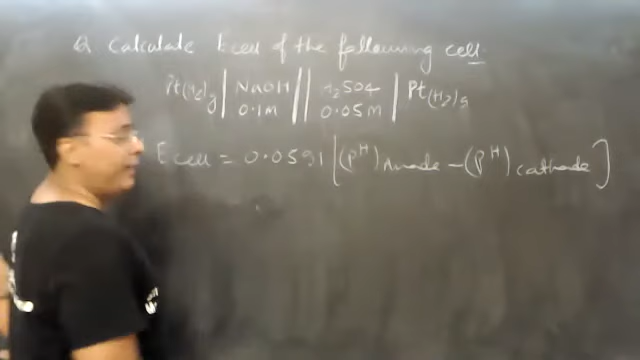 Q Calculate Ecell of the following cell.
Pt(H2)g | NaOH 0.1M || H2SO4 0.05M | Pt(H2)g
Ecell = 0.0591 [(PH)Anode - (PH)cathode]